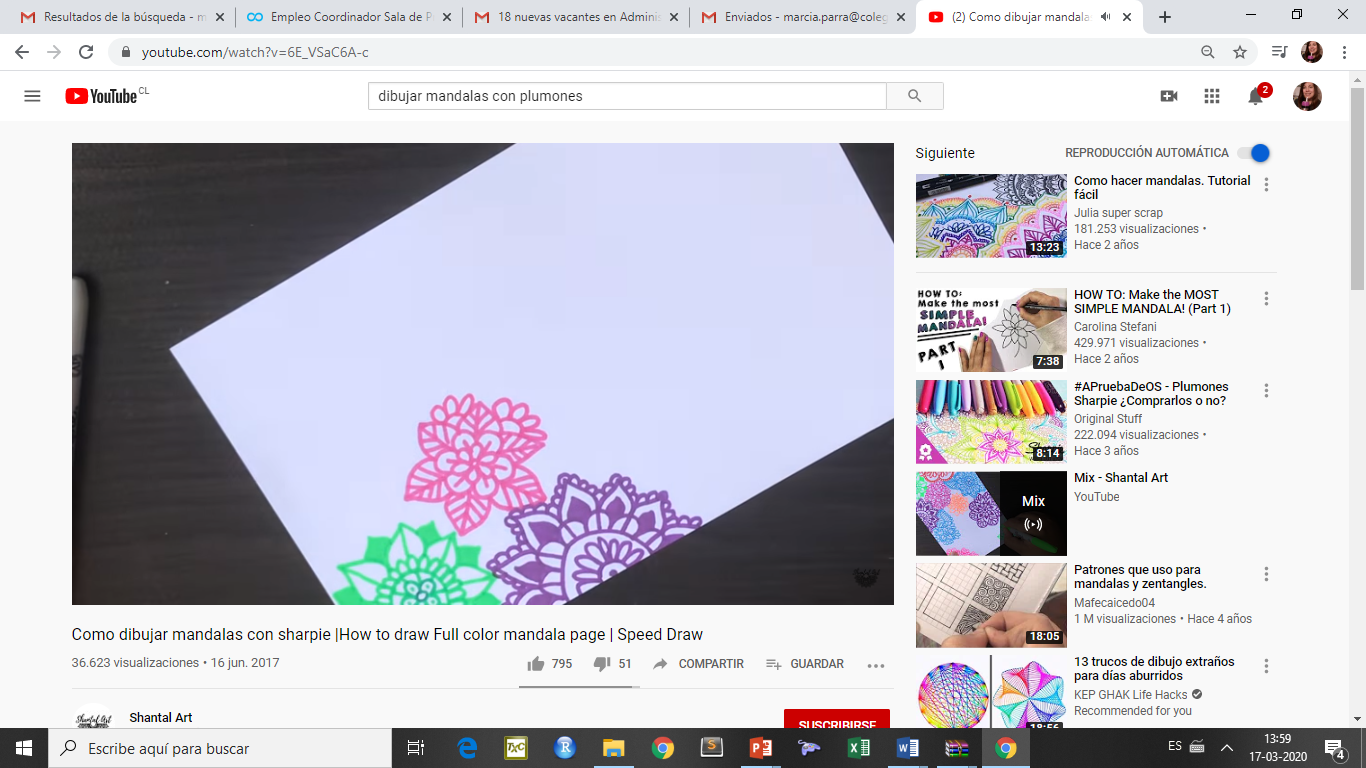 Resultados de la búsqueda - m
Empleo Coordinador Sala de P
18 nuevas vacantes en Adminis
Enviados - marcia.parra@coleg
(2) Como dibujar mandala
youtube.com/watch?v=6E_VSaC6A-c
YouTube CL
dibujar mandalas con plumones
2
Siguiente
REPRODUCCIÓN AUTOMÁTICA
Como hacer mandalas. Tutorial
fácil
Julia super scrap
181.253 visualizaciones •
Hace 2 años
13:23
HOW TO:
Make the most
SIMPLE
MANDALA!
PART
I
7:38
HOW TO: Make the MOST
SIMPLE MANDALA! (Part 1)
Carolina Stefani
429.971 visualizaciones •
Hace 2 años
#APruebaDeOS - Plumones
Sharpie ¿Comprarlos o no?
Original Stuff
222.094 visualizaciones •
Hace 3 años
8:14
Mix
Mix - Shantal Art
YouTube
Patrones que uso para
mandalas y zentangles.
Mafecaicedo04
1 M visualizaciones • Hace 4 años
18:05
13 trucos de dibujo extraños
para días aburridos
KEP GHAK Life Hacks
Recommended for you
18:56
Como dibujar mandalas con sharpie |How to draw Full color mandala page | Speed Draw
36.623 visualizaciones • 16 jun. 2017
795
51
COMPARTIR
GUARDAR
Shantal Art
Shantal Art
SUSCRIBIRSE
Escribe aquí para buscar
ES
13:59
17-03-2020
4